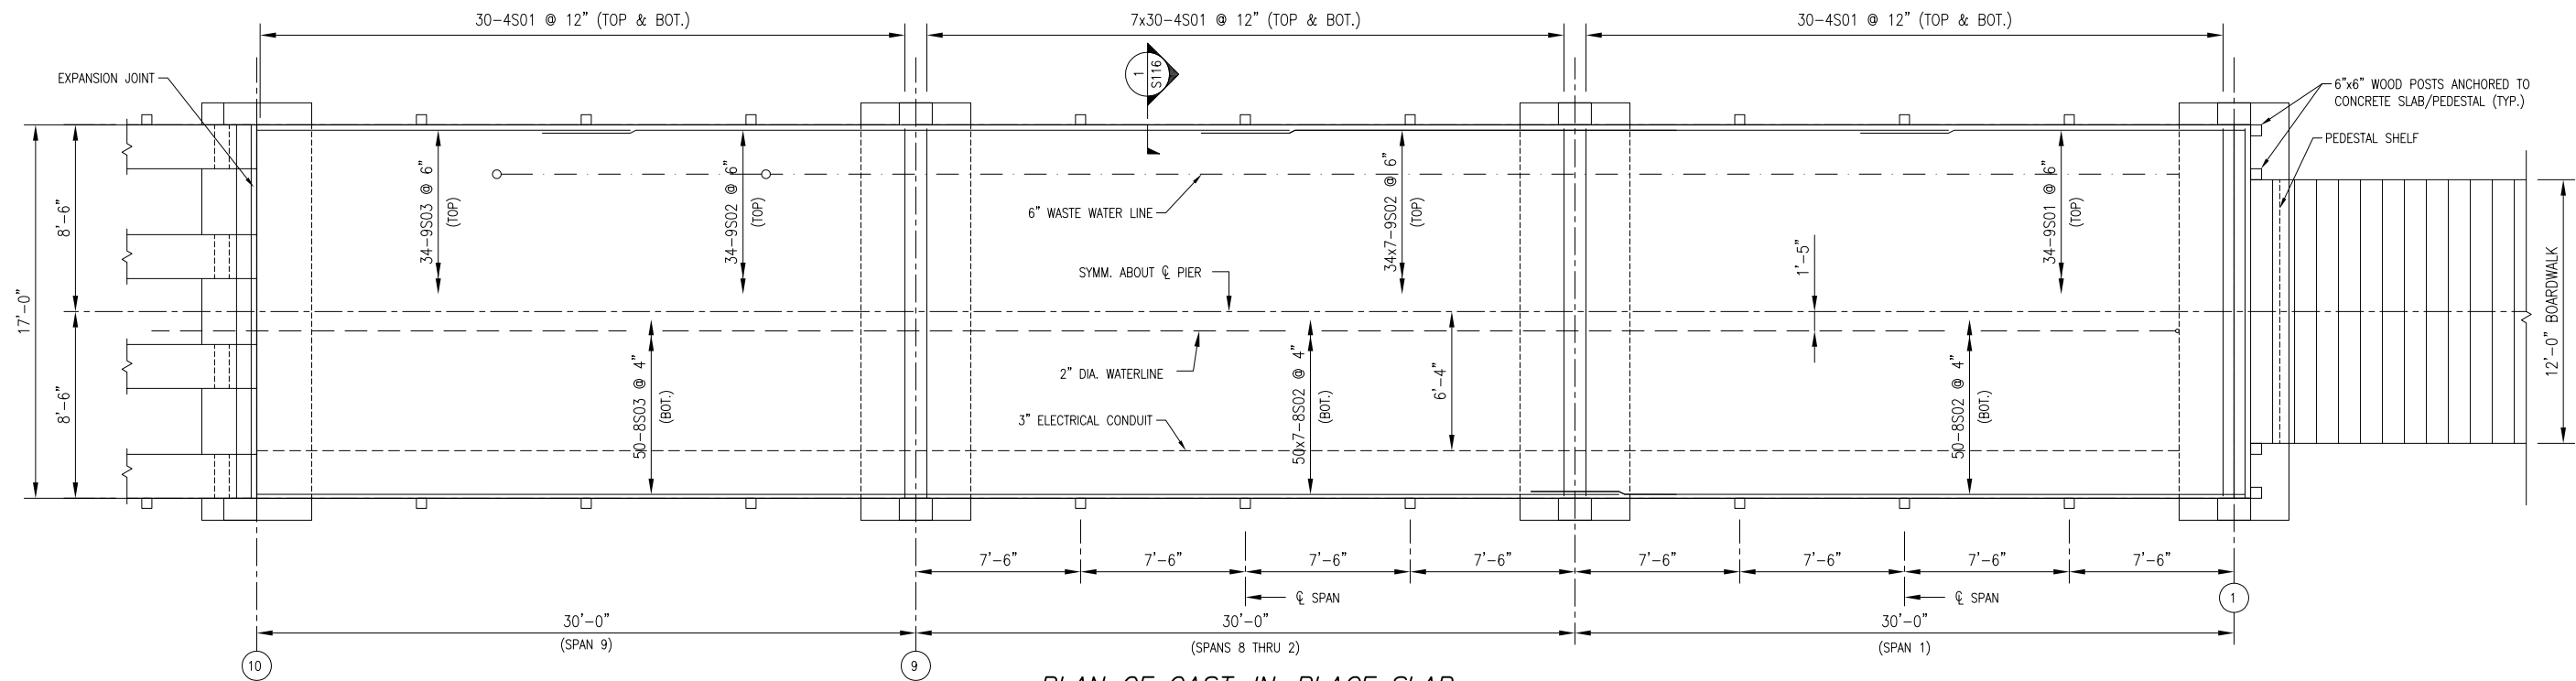 30-4S01 @ 12" (TOP & BOT.)
7x30-4S01 @ 12" (TOP & BOT.)
30-4S01 @ 12" (TOP & BOT.)
1
S116
EXPANSION JOINT
6"x6" WOOD POSTS ANCHORED TO
CONCRETE SLAB/PEDESTAL (TYP.)
PEDESTAL SHELF
17'-0"
8'-6"
8'-6"
34-9S03 @ 6"
(TOP)
34-9S02 @ 6"
(TOP)
6" WASTE WATER LINE
34x7-9S02 @ 6"
(TOP)
34-9S01 @ 6"
(TOP)
SYMM. ABOUT ℄ PIER
1'-5"
12'-0" BOARDWALK
50-8S03 @ 4"
(BOT.)
2" DIA. WATERLINE
3" ELECTRICAL CONDUIT
50x7-8S02 @ 4"
(BOT.)
6'-4"
50-8S02 @ 4"
(BOT.)
7'-6"
7'-6"
7'-6"
7'-6"
7'-6"
7'-6"
7'-6"
7'-6"
℄ SPAN
℄ SPAN
1
30'-0"
(SPAN 9)
30'-0"
(SPANS 8 THRU 2)
30'-0"
(SPAN 1)
10
9
PLAN OF CAST-IN-PLACE SLAB